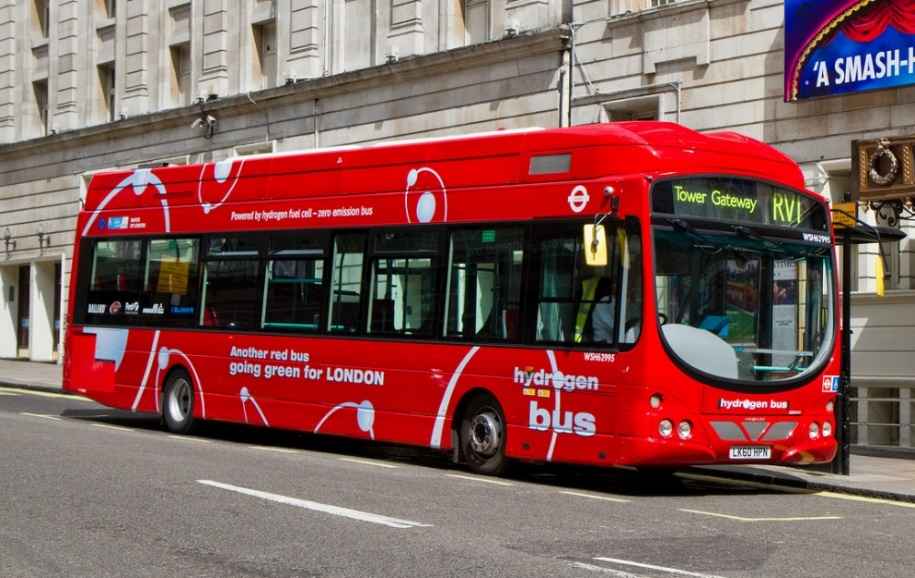 'A SMASH-H
Powered by hydrogen fuel cell – zero emission bus
Tower Gateway RV1
WSH62995
BALLARD
Another red bus
going green for LONDON
WSH62995
hydrogen
bus
hydrogen bus
LK60 HPN